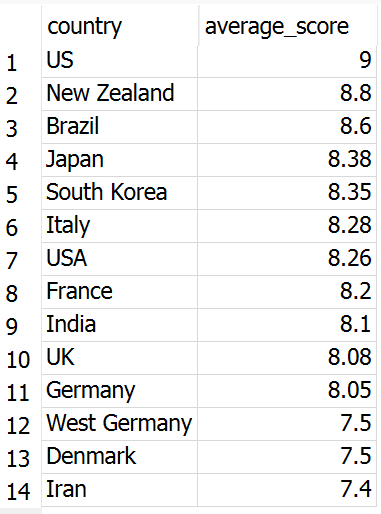 country average_score
1 US 9
2 New Zealand 8.8
3 Brazil 8.6
4 Japan 8.38
5 South Korea 8.35
6 Italy 8.28
7 USA 8.26
8 France 8.2
9 India 8.1
10 UK 8.08
11 Germany 8.05
12 West Germany 7.5
13 Denmark 7.5
14 Iran 7.4